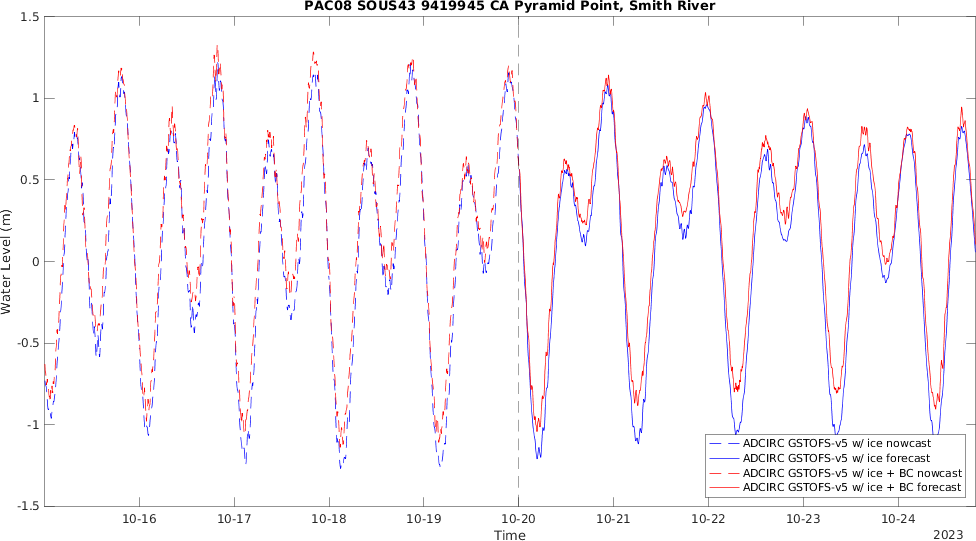 PAC08 SOUS43 9419945 CA Pyramid Point, Smith River
Water Level (m)
1.5
1
0.5
0
-0.5
-1
-1.5
ADCIRC GSTOFS-v5 w/ ice nowcast
ADCIRC GSTOFS-v5 w/ ice forecast
ADCIRC GSTOFS-v5 w/ ice + BC nowcast
ADCIRC GSTOFS-v5 w/ ice + BC forecast
10-16 10-17 10-18 10-19 10-20 10-21 10-22 10-23 10-24
Time
2023